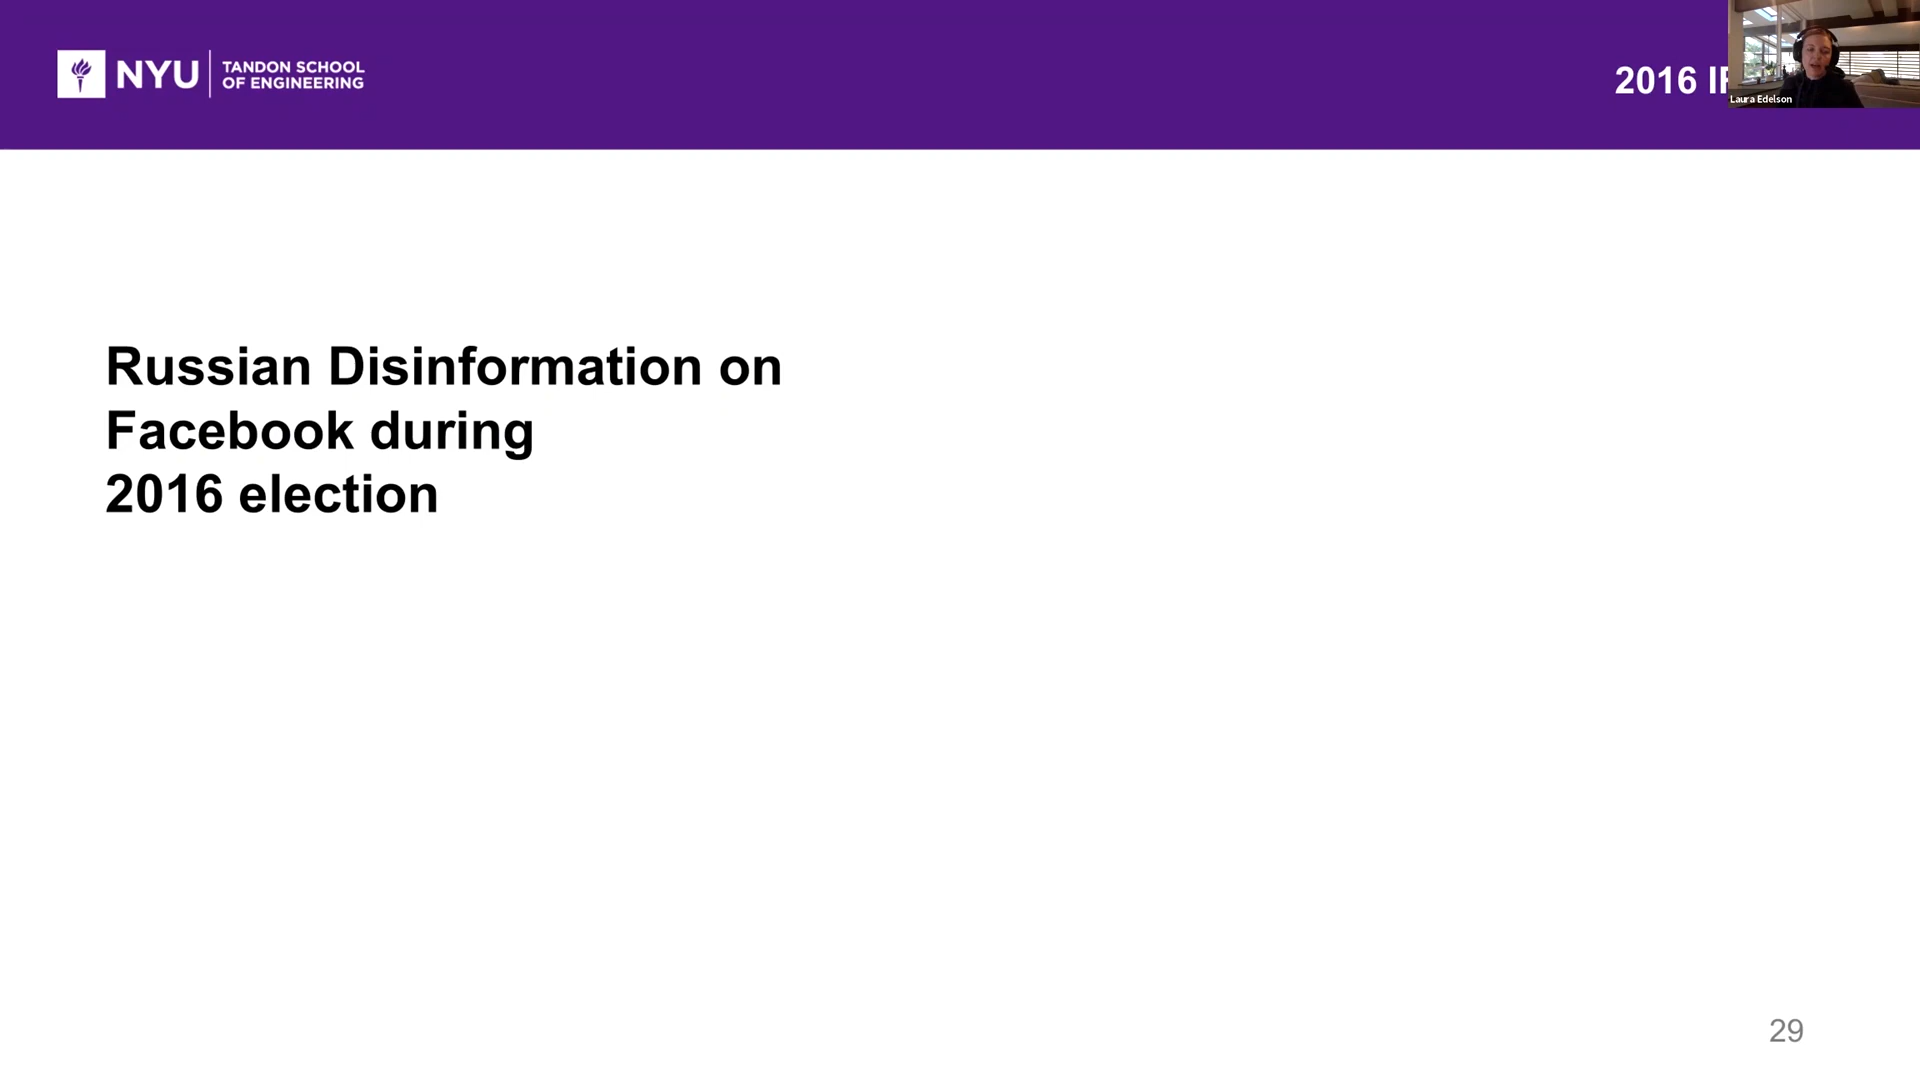 NYU
TANDON SCHOOL
OF ENGINEERING
2016
Laura Edelson
Russian Disinformation on
Facebook during
2016 election
29